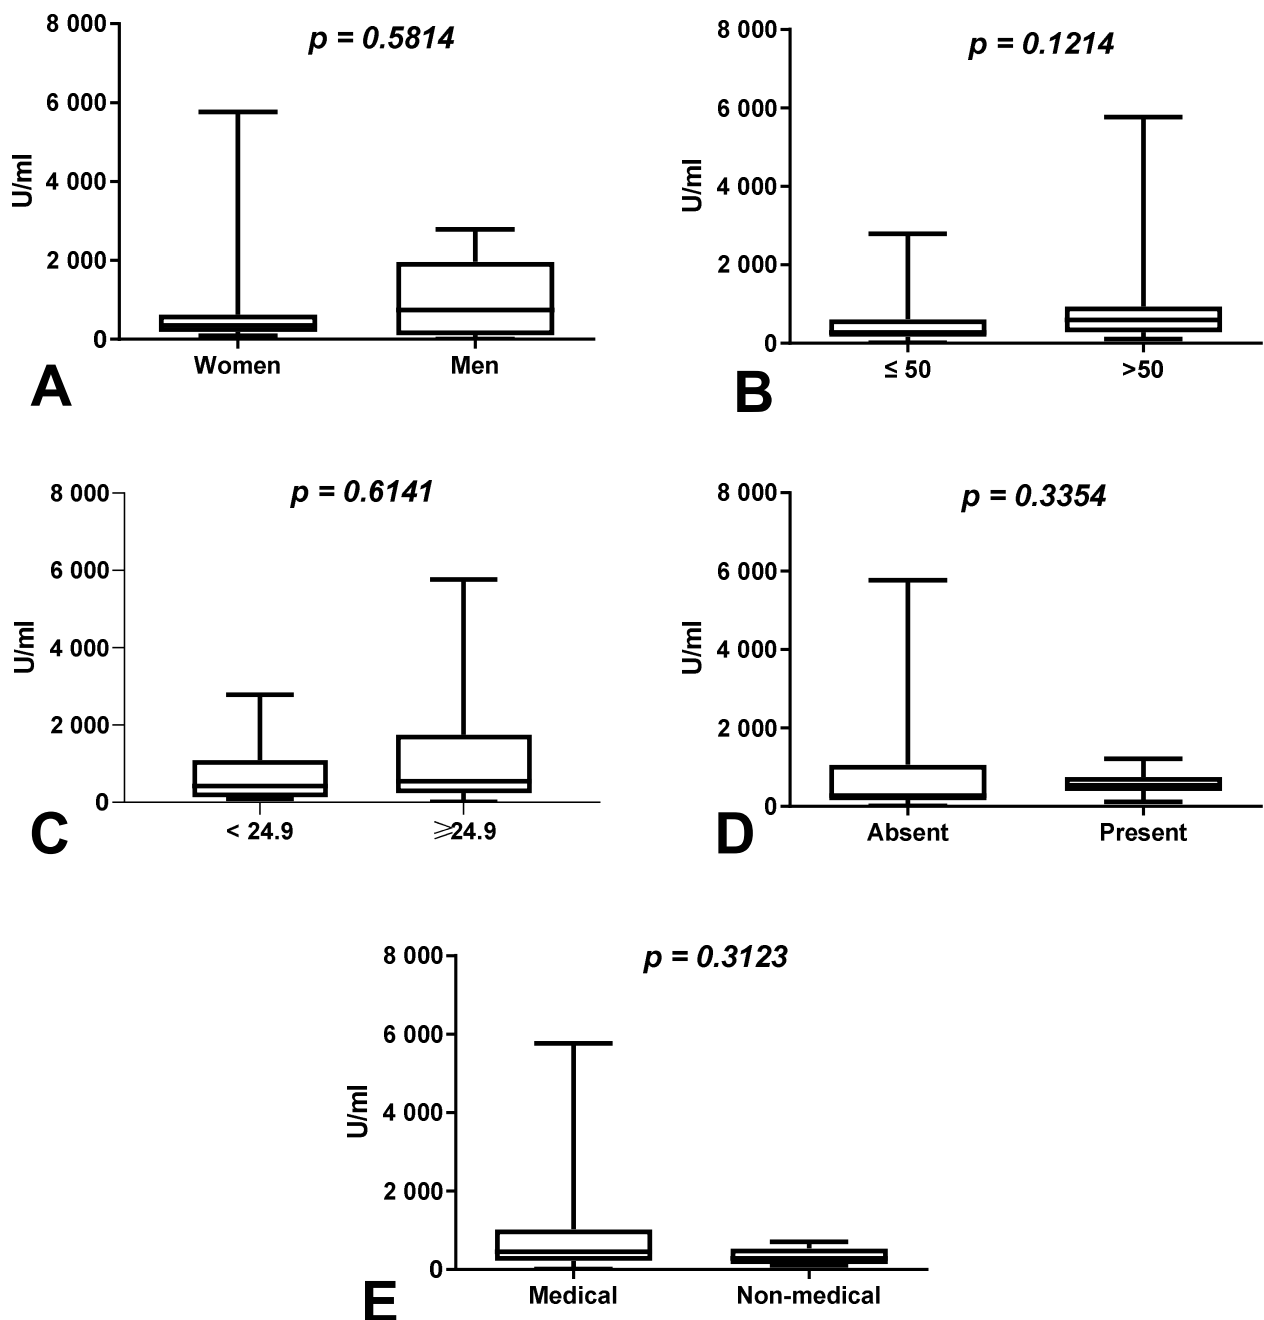 8 000
p = 0.5814
6 000
4 000
2 000
0
U/ml
Women Men
A
8 000
p = 0.1214
6 000
4 000
2 000
0
U/ml
≤ 50 >50
B
8 000
p = 0.6141
6 000
4 000
2 000
0
U/ml
< 24.9 ⩾24.9
C
8 000
p = 0.3354
6 000
4 000
2 000
0
U/ml
Absent Present
D
8 000
p = 0.3123
6 000
4 000
2 000
0
U/ml
Medical Non-medical
E